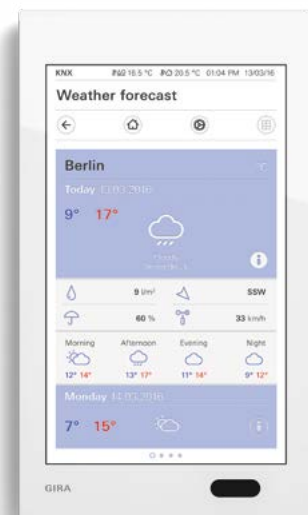 KNX 16.5 °C 20.5 °C 01:04 PM 13/03/16
Weather forecast
Berlin °C
Today 13.03.2016
9° 17°
Cloudy
9 l/m² SSW
60 % 33 km/h
Morning Afternoon Evening Night
12° 14° 13° 17° 11° 14° 9° 12°
Monday 14.03.2016
7° 15°
GIRA